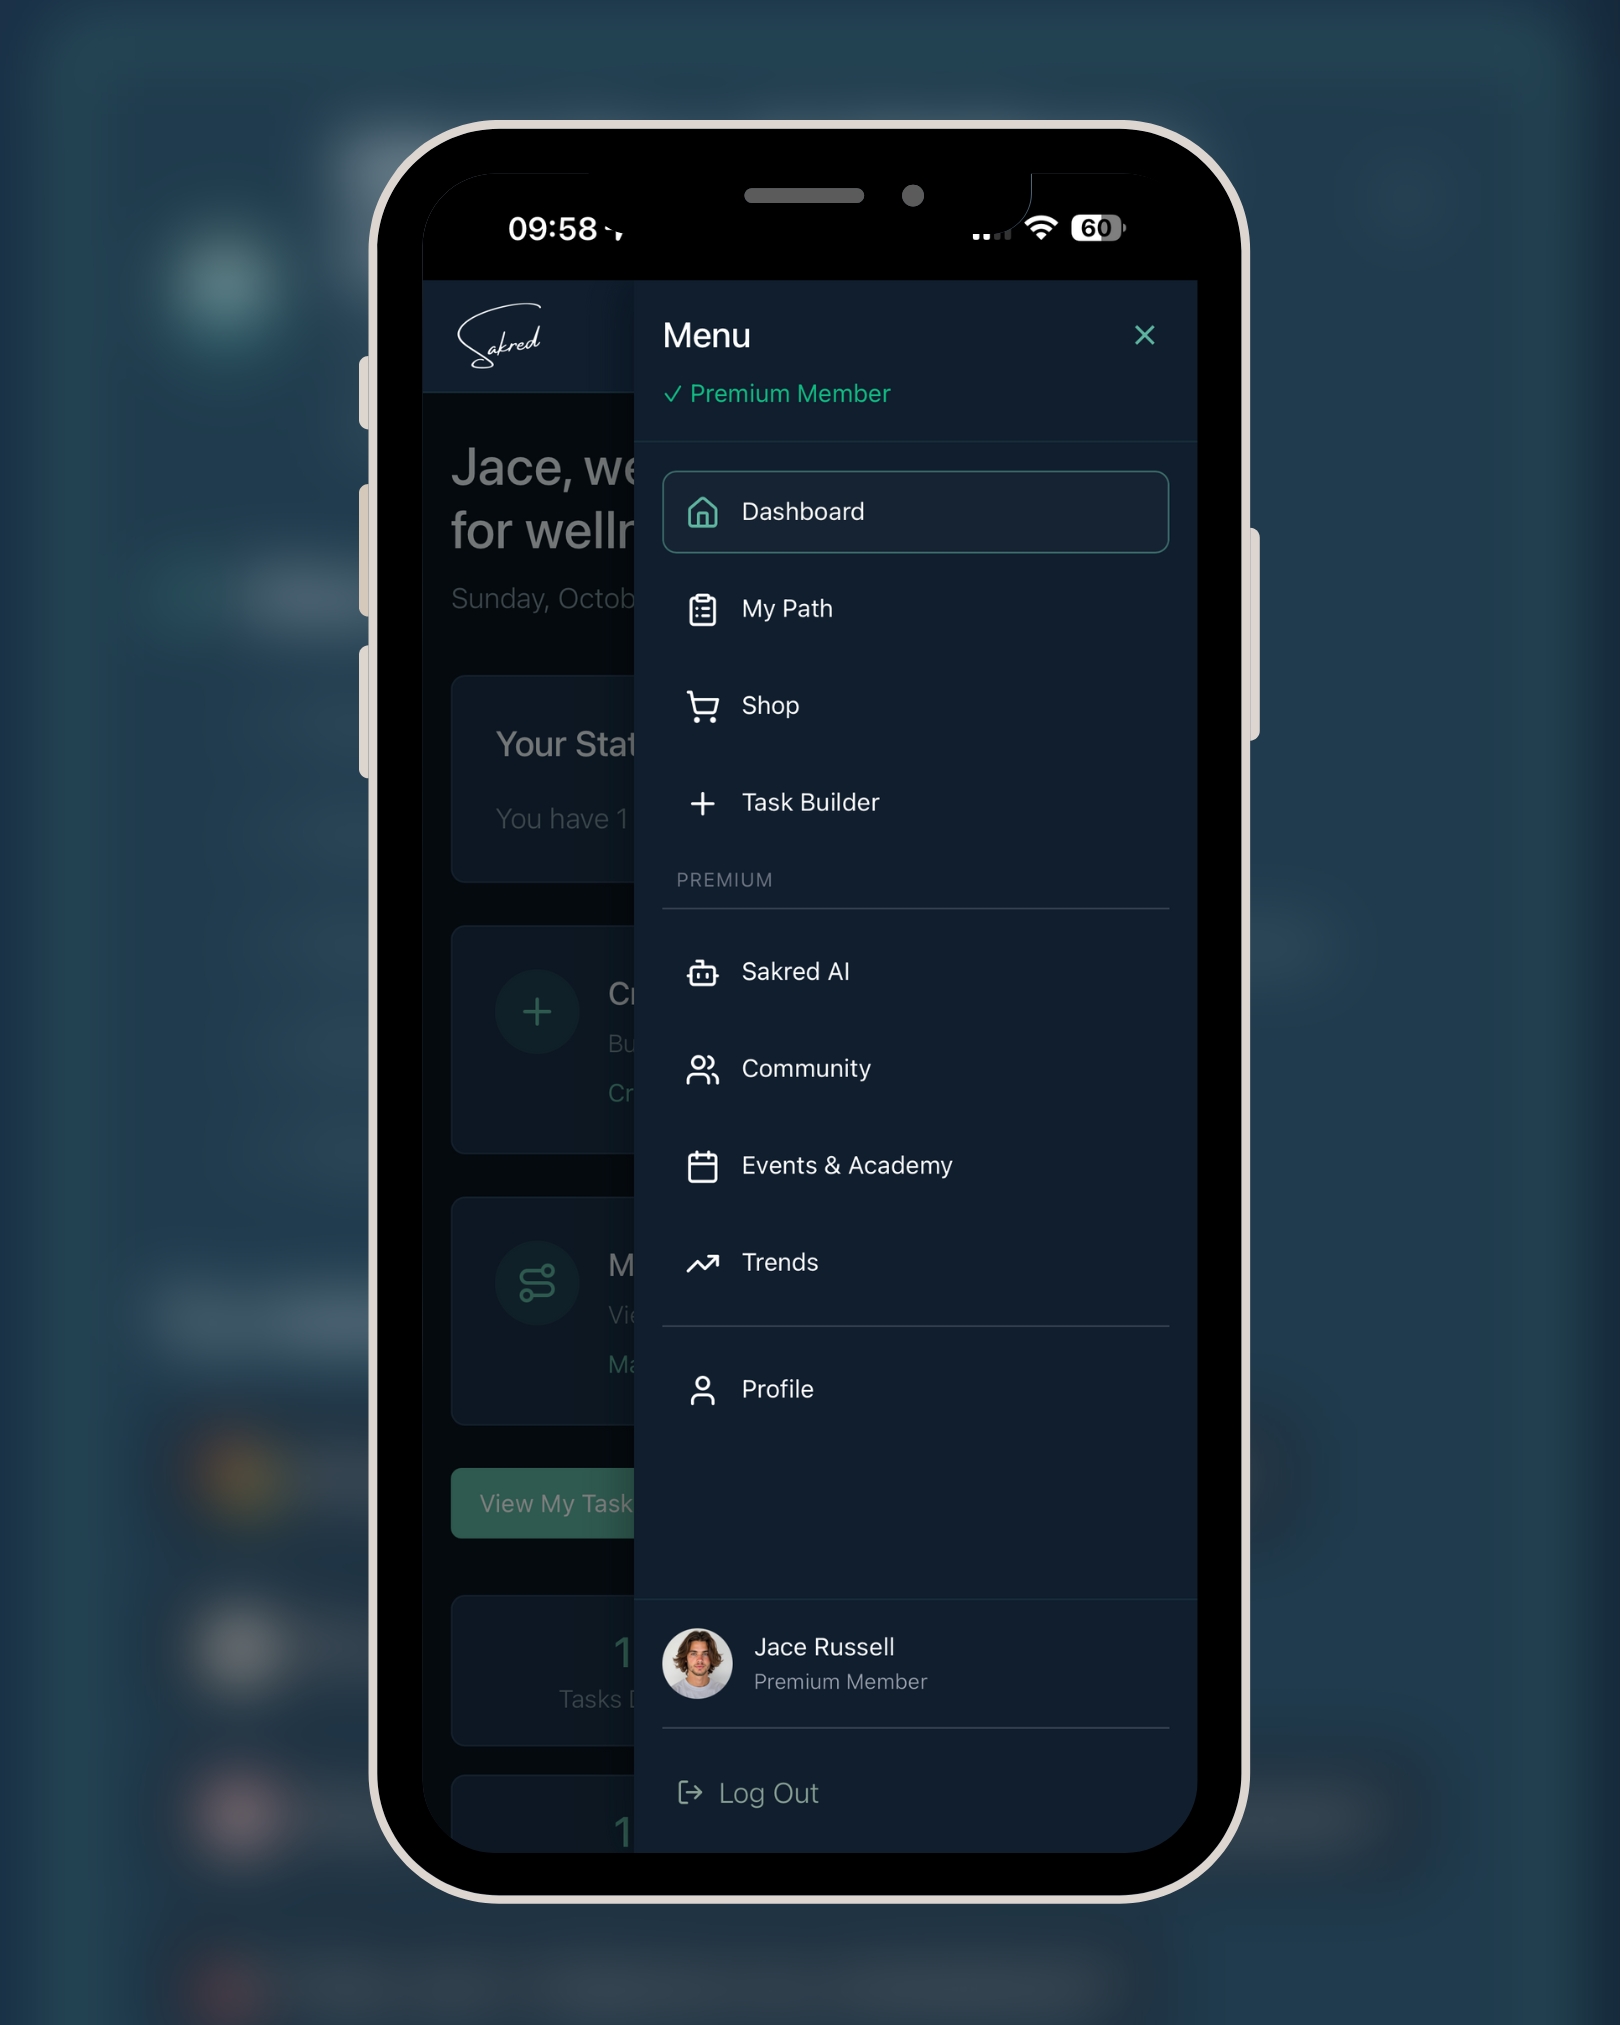 09:58
60
Sakred
Menu
Premium Member
Jace, we
for welln
Sunday, Octob
Dashboard
My Path
Shop
Your Stat
You have 1
Task Builder
PREMIUM
Sakred AI
Cr
Bu
Cr
Community
Events & Academy
Trends
M
Vie
Ma
Profile
View My Task
Jace Russell
Premium Member
1
Tasks D
Log Out
1